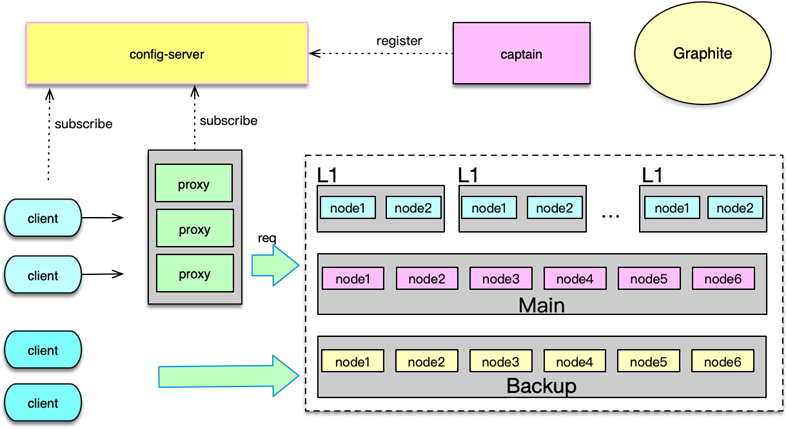 config-server
register
captain
Graphite
subscribe
subscribe
client
client
client
client
proxy
proxy
proxy
req
L1
L1
L1
node1 node2
node1 node2
...
node1 node2
node1 node2 node3 node4 node5 node6
Main
node1 node2 node3 node4 node5 node6
Backup